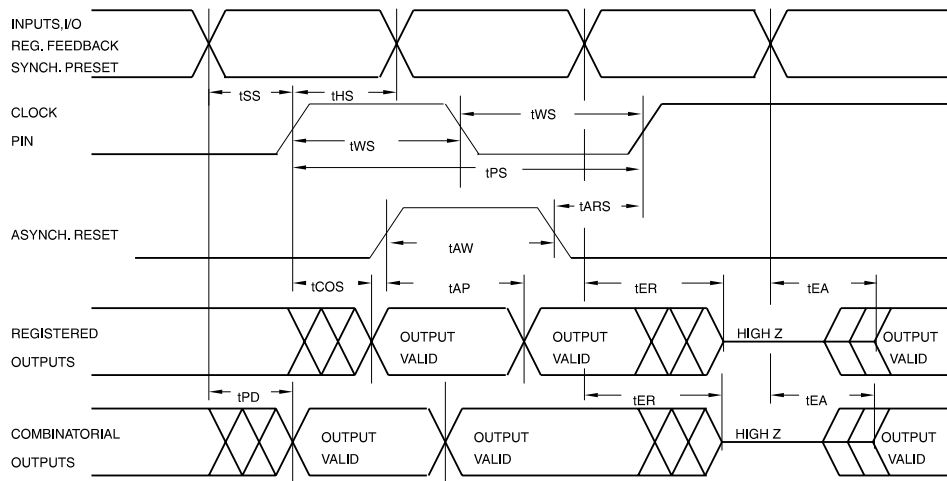 INPUTS,I/O
REG. FEEDBACK
SYNCH. PRESET
tSS
tHS
CLOCK
PIN
tWS
tWS
tPS
tARS
ASYNCH. RESET
tAW
tCOS
tAP
tER
tEA
REGISTERED
OUTPUTS
OUTPUT
VALID
OUTPUT
VALID
HIGH Z
OUTPUT
VALID
tPD
tER
tEA
COMBINATORIAL
OUTPUTS
OUTPUT
VALID
OUTPUT
VALID
HIGH Z
OUTPUT
VALID